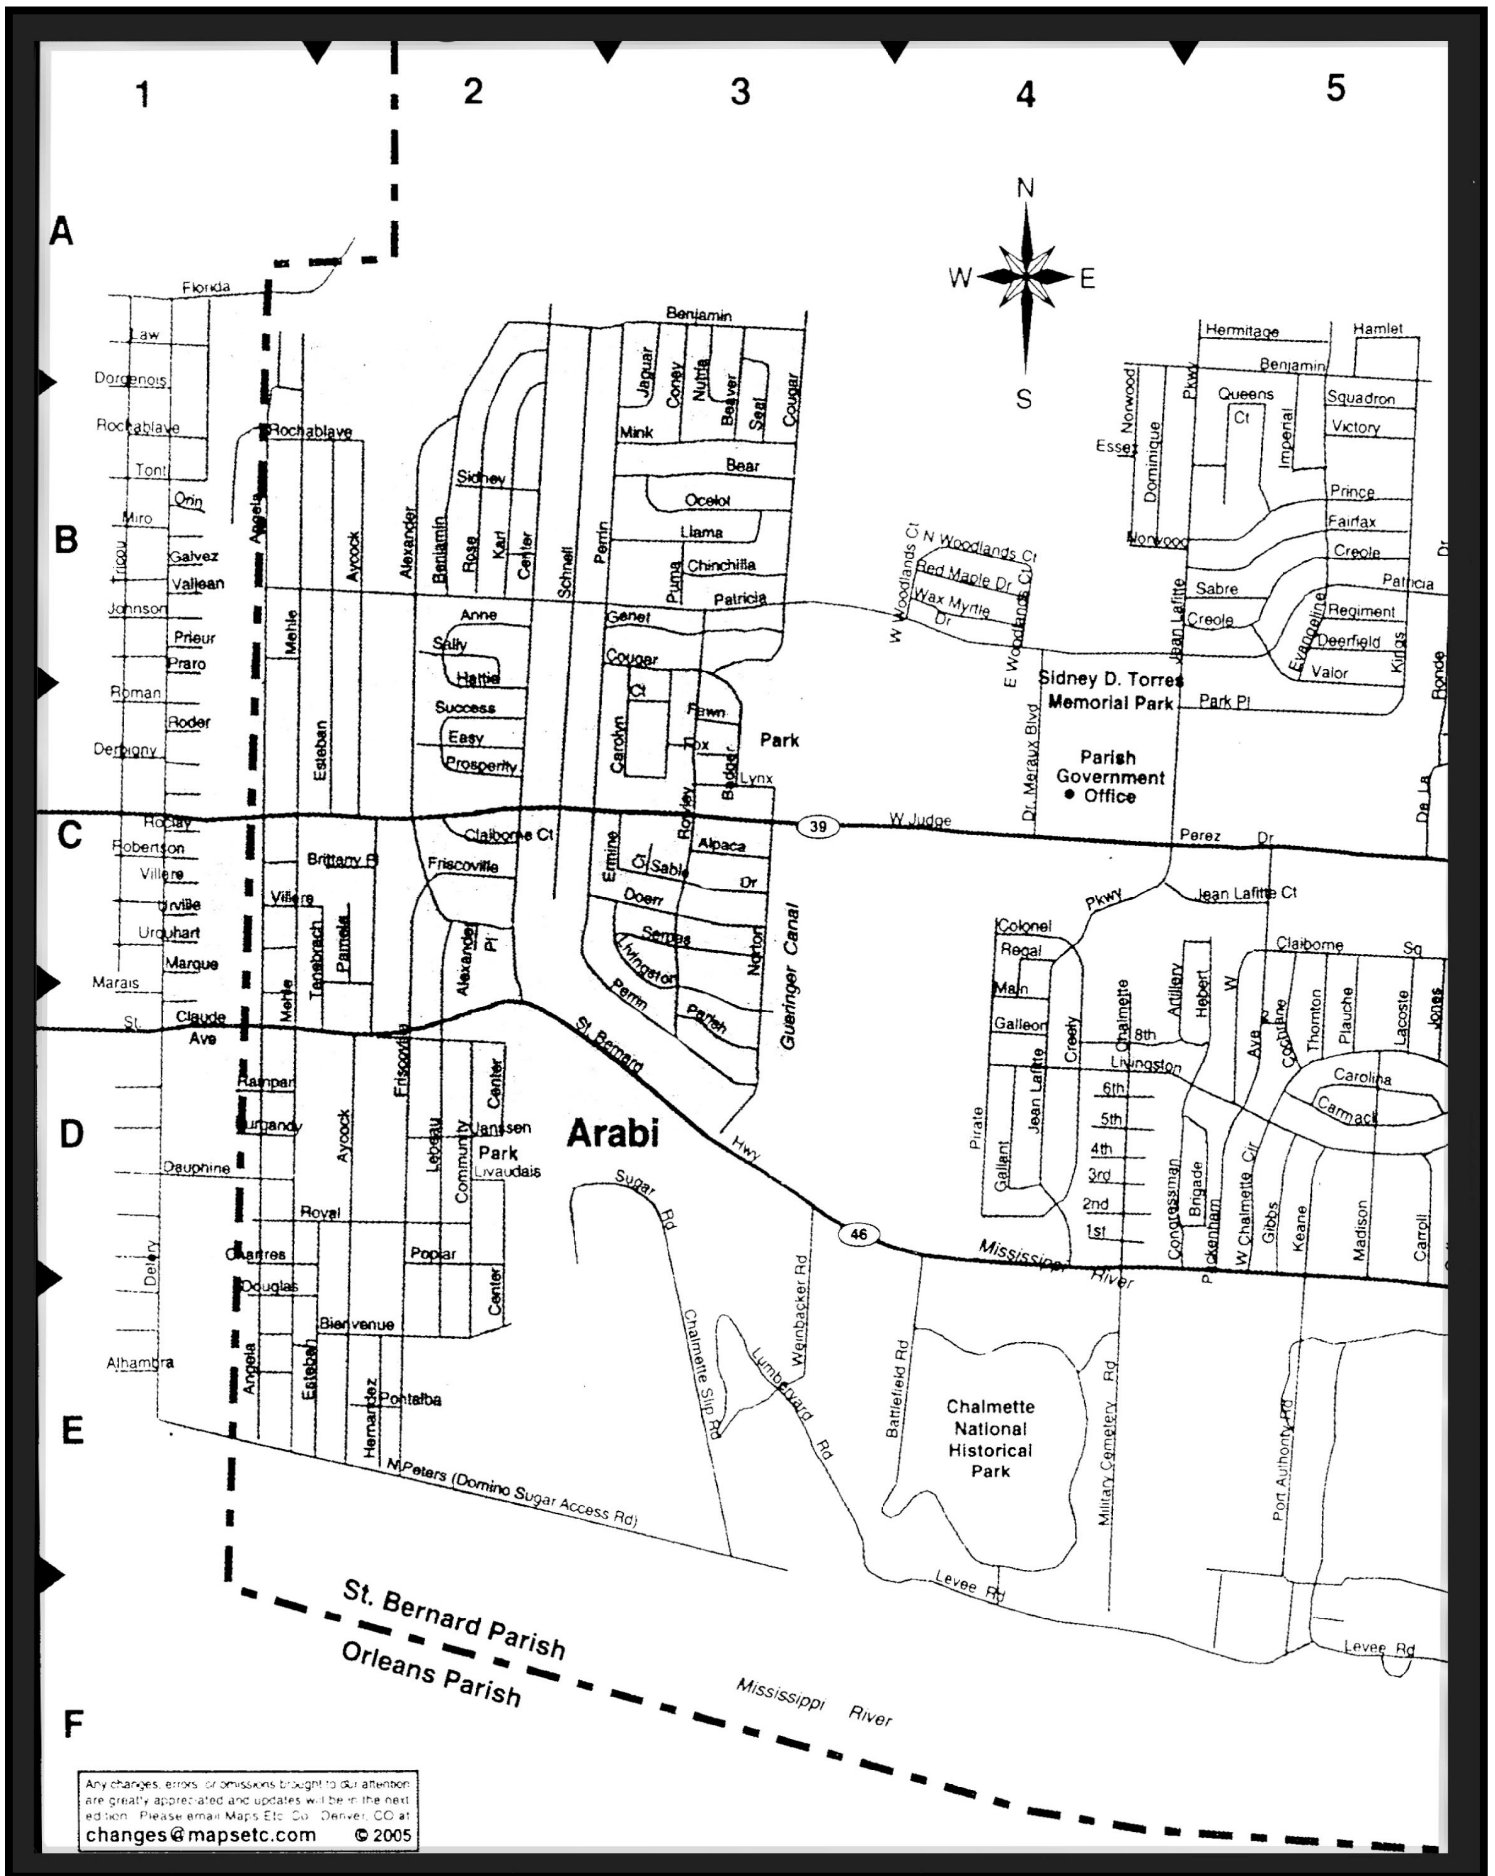 1
2
3
4
5
A
N
W
E
S
Florida
Law
Dorgenois
Rochablave
Tont
Orin
Miro
Tricou
Galvez
Valjean
Johnson
Prieur
Praro
Roman
Roder
Derbigny
Angela
Rochablave
Mehle
Aycock
Esteban
B
Benjamin
Jaguar
Coney
Nutria
Beaver
Seal
Cougar
Mink
Bear
Ocelot
Llama
Chinchilla
Puma
Patricia
Genet
Cougar
Ct
Carolyn
Fawn
Fox
Badger
Lynx
Rowley
Park
Sidney
Alexander
Benjamin
Rose
Karl
Center
Schnell
Perrin
Anne
Sally
Hattie
Success
Easy
Prosperity
W Woodlands Ct
N Woodlands Ct
Red Maple Dr
Wax Myrtle
Dr
E Woodlands Ct
Hermitage
Hamlet
Benjamin
Norwood
Pkwy
Queens
Ct
Imperial
Squadron
Victory
Essex
Dominique
Prince
Fairfax
Norwood
Creole
Dr
Patricia
Sabre
Creole
Jean Lafitte
Evangeline
Regiment
Deerfield
Kings
Valor
Ronde
De La
Sidney D. Torres
Memorial Park
Park Pl
Dr. Meraux Blvd
Parish
Government
Office
C
39
W Judge
Perez
Dr
Robertson
Villere
Urquhart
Marque
Marais
St.
Claude
Ave
Brittany Pl
Villere
Tenebrach
Pamela
Mehle
Claiborne Ct
Friscoville
Alexander
Pl
Friscoville
Ermine
Ct
Sable
Alpaca
Dr
Doerr
Serpas
Livingston
Norton
Perrin
Parish
Gueringer Canal
St. Bernard
Hwy
Pkwy
Jean Lafitte Ct
Colonel
Regal
Main
Galleon
Creely
Jean Lafitte
Pirate
Gallant
Chalmette
Artillery
Hebert
W
Claiborne
Sq
Ave
2
Cochrane
Thornton
Plauche
Lacoste
Jones
8th
Livingston
6th
5th
4th
3rd
2nd
1st
Carolina
Carmack
Congressman
Brigade
Packenham
W Chalmette Cir
Gibbs
Keane
Madison
Carroll
D
Rampart
Burgandy
Dauphine
Aycock
Lebeau
Community
Center
Janssen
Park
Livaudais
Arabi
Royal
Chartres
Poplar
Douglas
Center
Bienvenue
Delery
Alhambra
Angela
Esteban
Hernandez
Pontalba
Sugar
Rd
Chalmette Slip Rd
Lumberyard
Rd
Weinbacker Rd
46
Mississippi
River
Battlefield Rd
Military Cemetery Rd
Port Authority Rd
Chalmette
National
Historical
Park
E
N Peters (Domino Sugar Access Rd)
Levee Rd
Levee Rd
St. Bernard Parish
Orleans Parish
Mississippi River
F
Any changes, errors, or omissions brought to our attention
are greatly appreciated and updates will be in the next
edition. Please email Maps Etc Co. Denver, CO at
changes@mapsetc.com © 2005